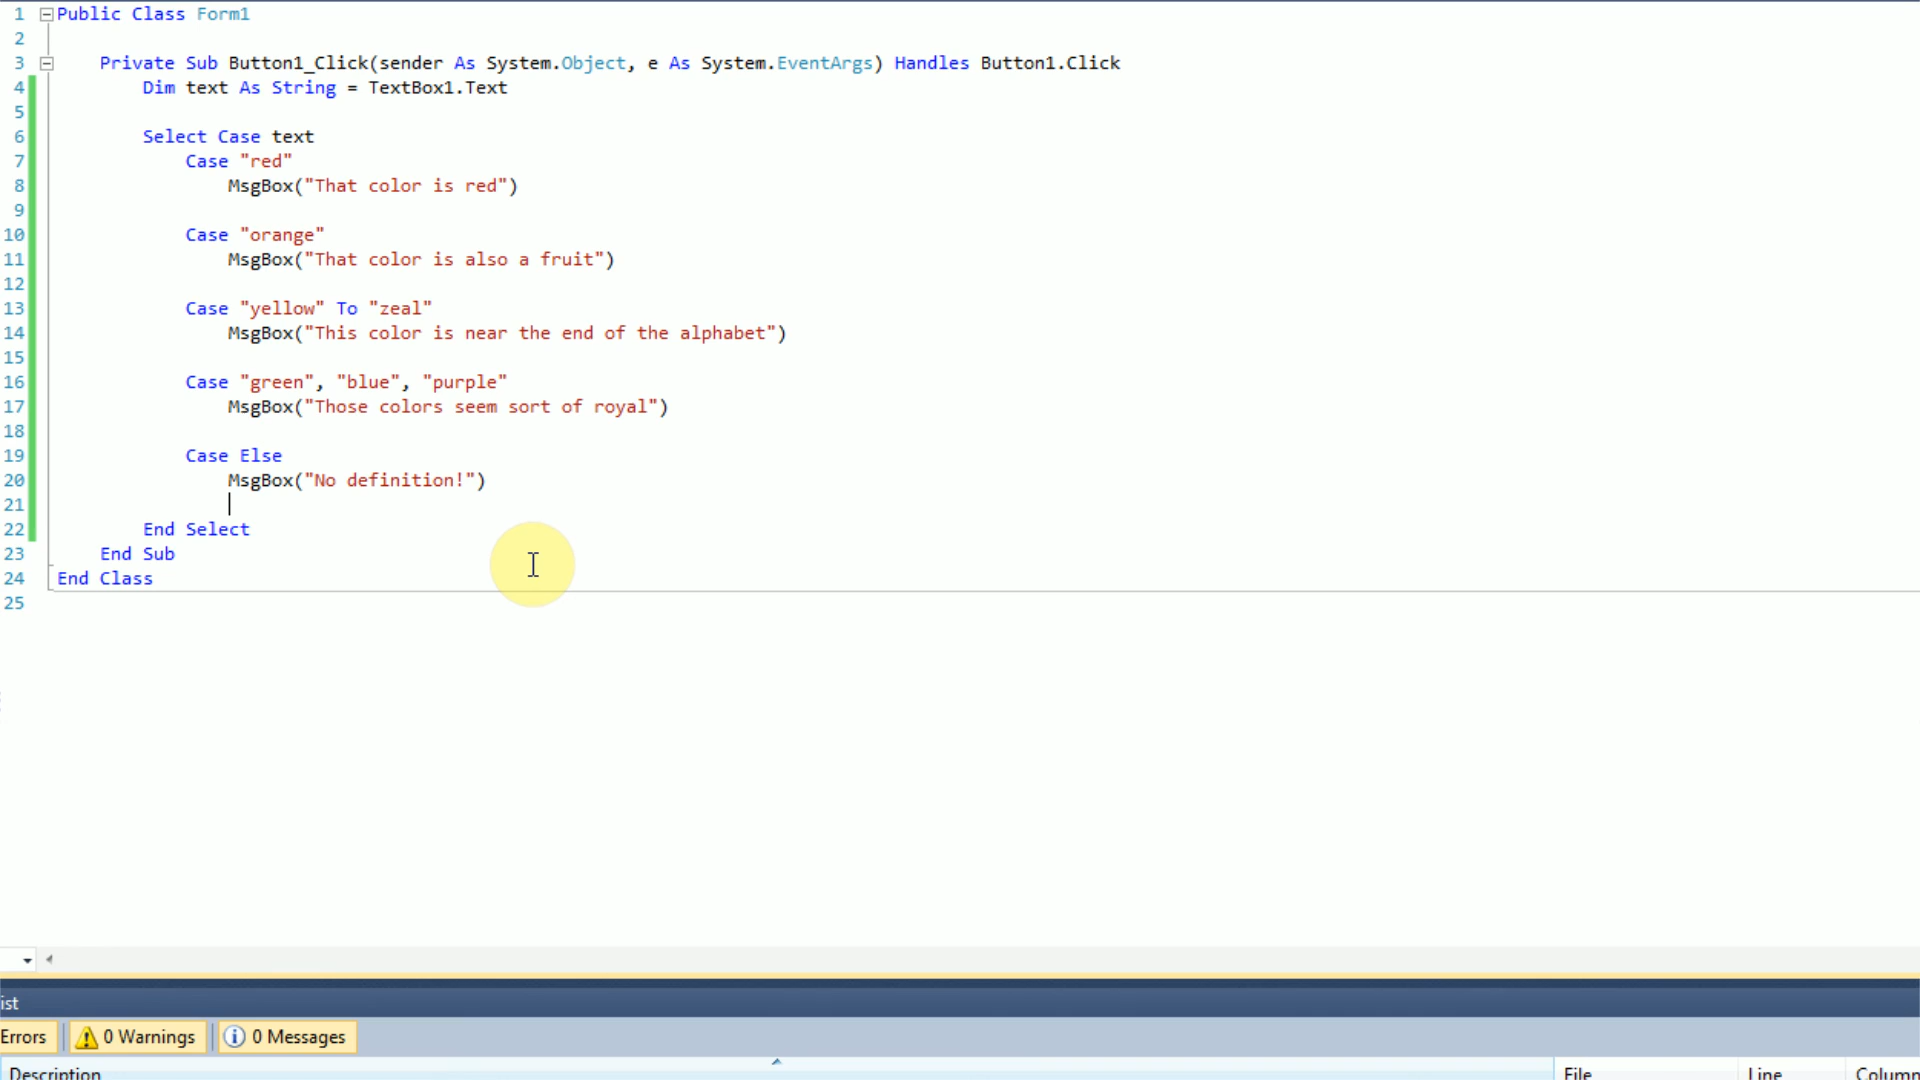 1 Public Class Form1
2
3 Private Sub Button1_Click(sender As System.Object, e As System.EventArgs) Handles Button1.Click
4 Dim text As String = TextBox1.Text
5
6 Select Case text
7 Case "red"
8 MsgBox("That color is red")
9
10 Case "orange"
11 MsgBox("That color is also a fruit")
12
13 Case "yellow" To "zeal"
14 MsgBox("This color is near the end of the alphabet")
15
16 Case "green", "blue", "purple"
17 MsgBox("Those colors seem sort of royal")
18
19 Case Else
20 MsgBox("No definition!")
21
22 End Select
23 End Sub
24 End Class
25
ist
Errors 0 Warnings 0 Messages
Description File Line Column